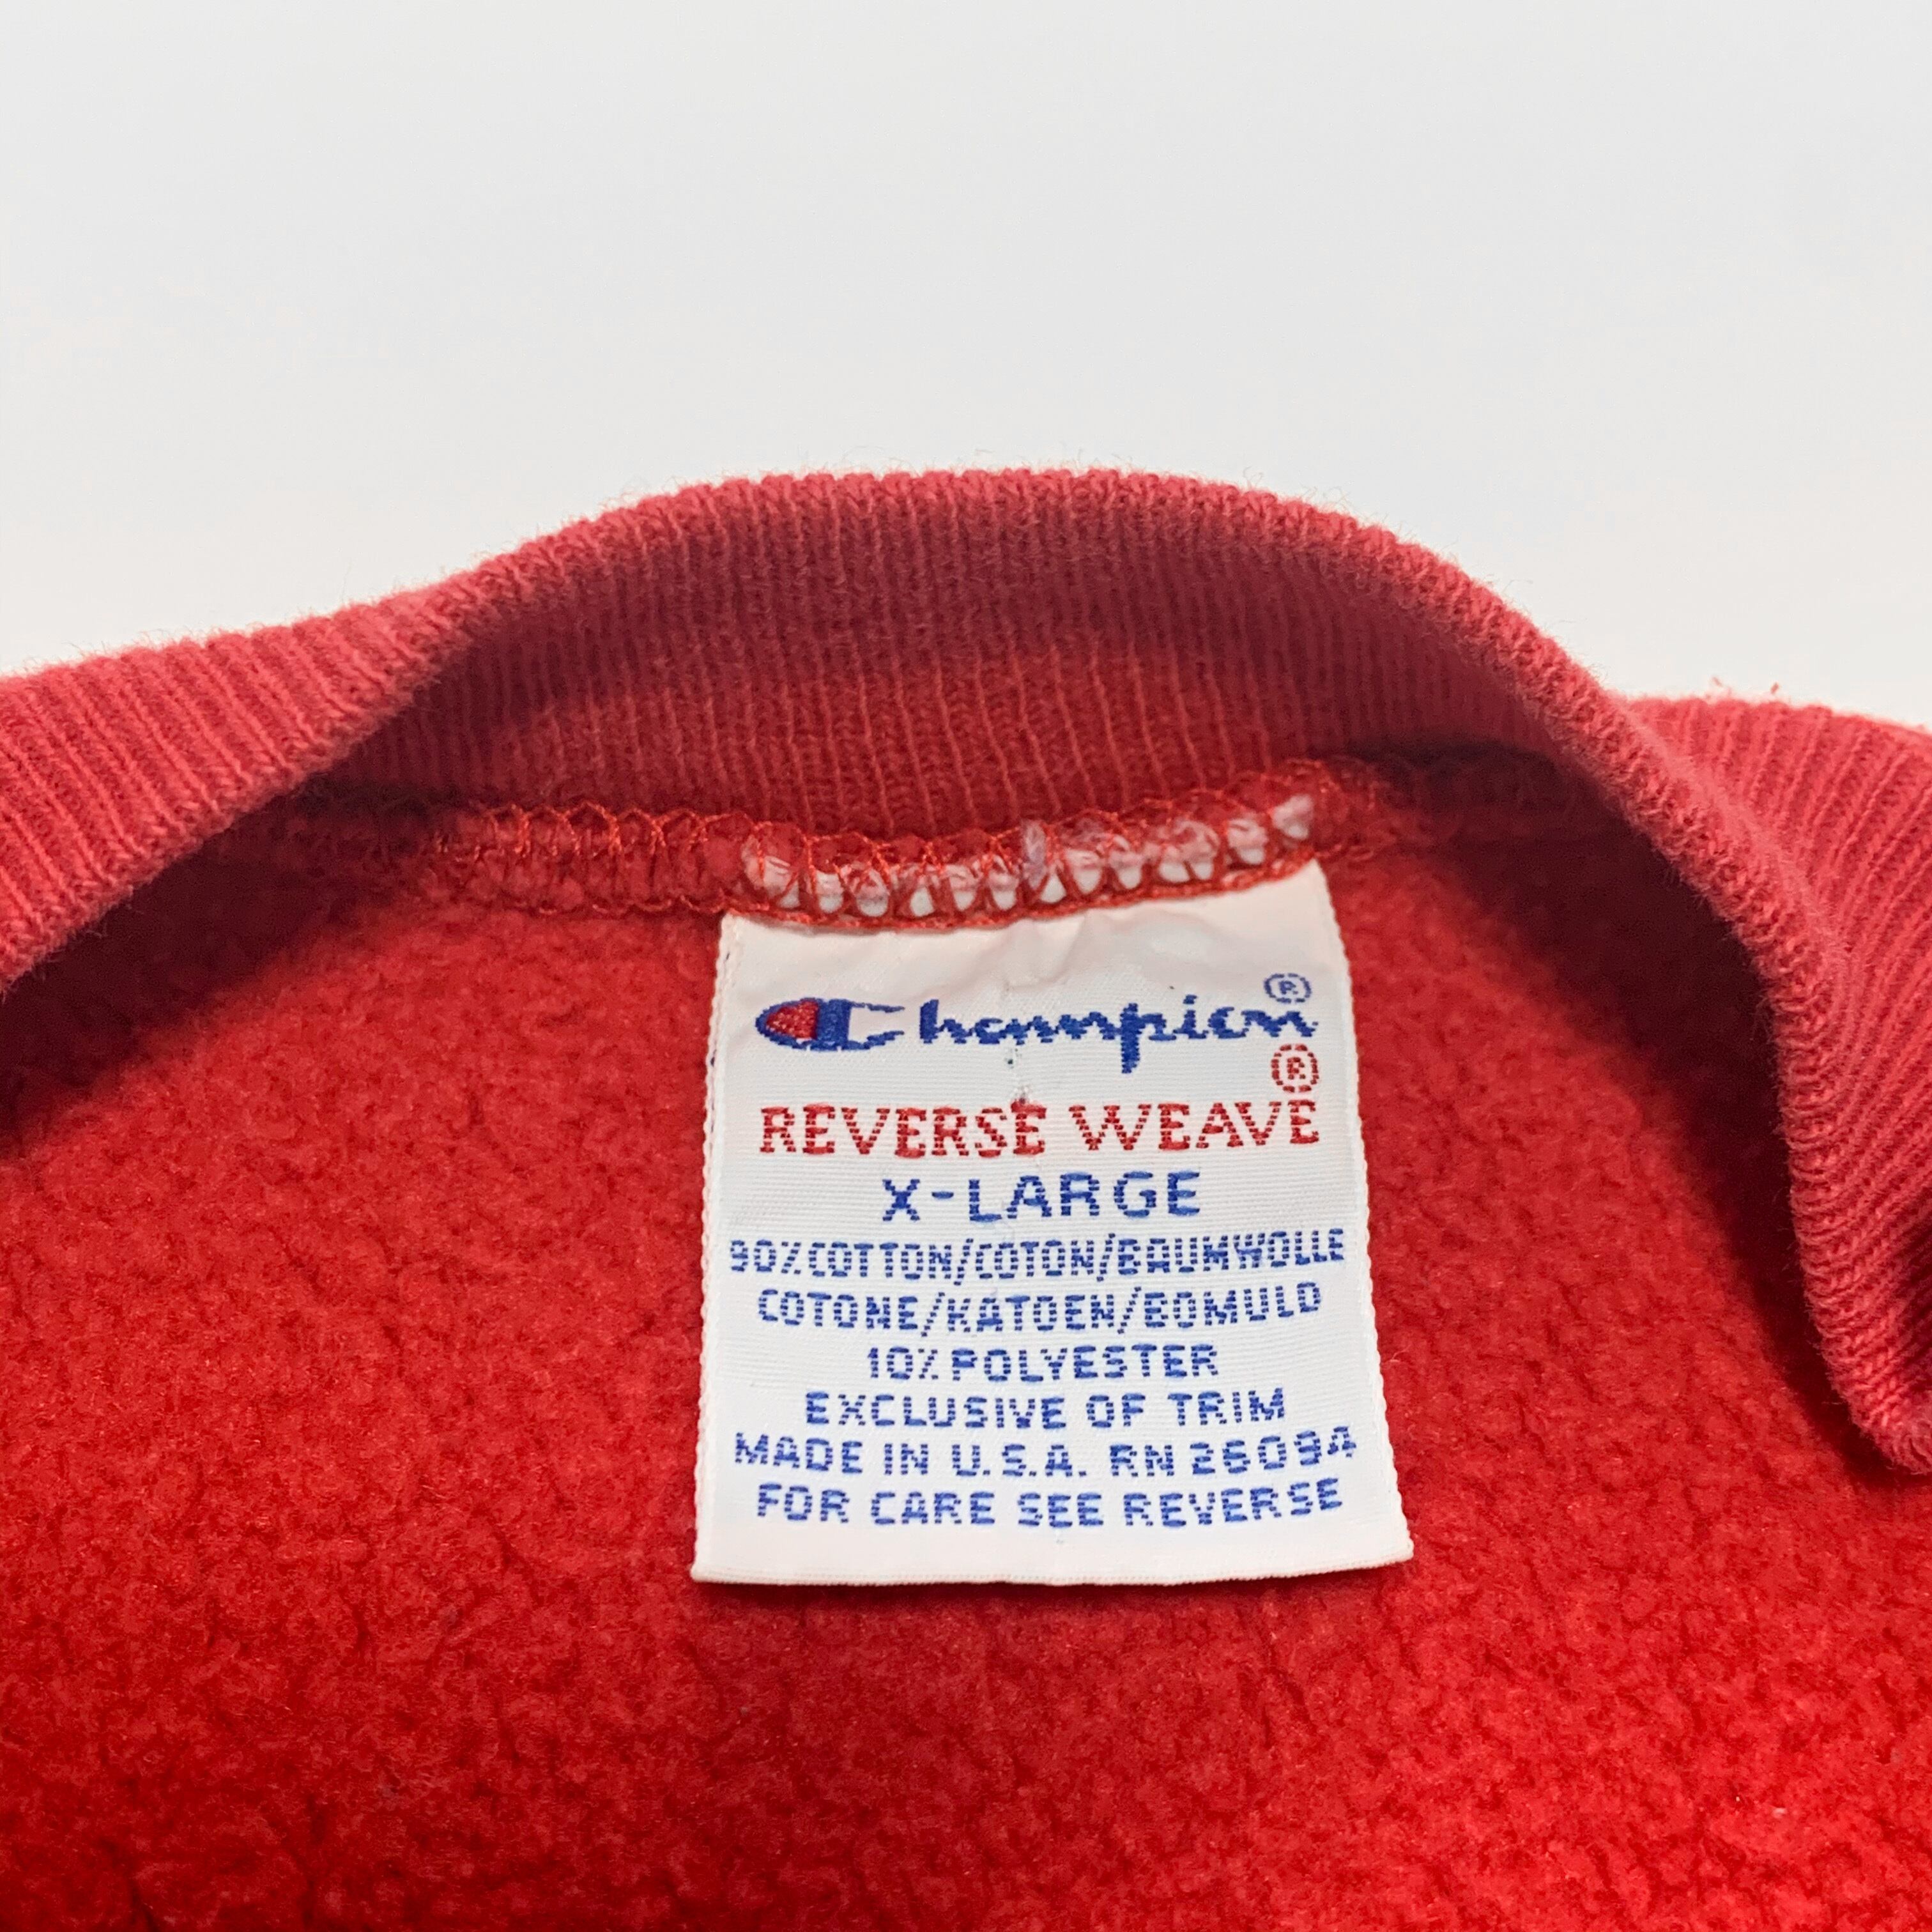 Champion ®
®
REVERSE WEAVE
X-LARGE
90% COTTON/COTON/BAUMWOLLE
COTONE/KATOEN/BOMULD
10% POLYESTER
EXCLUSIVE OF TRIM
MADE IN U.S.A. RN 26094
FOR CARE SEE REVERSE